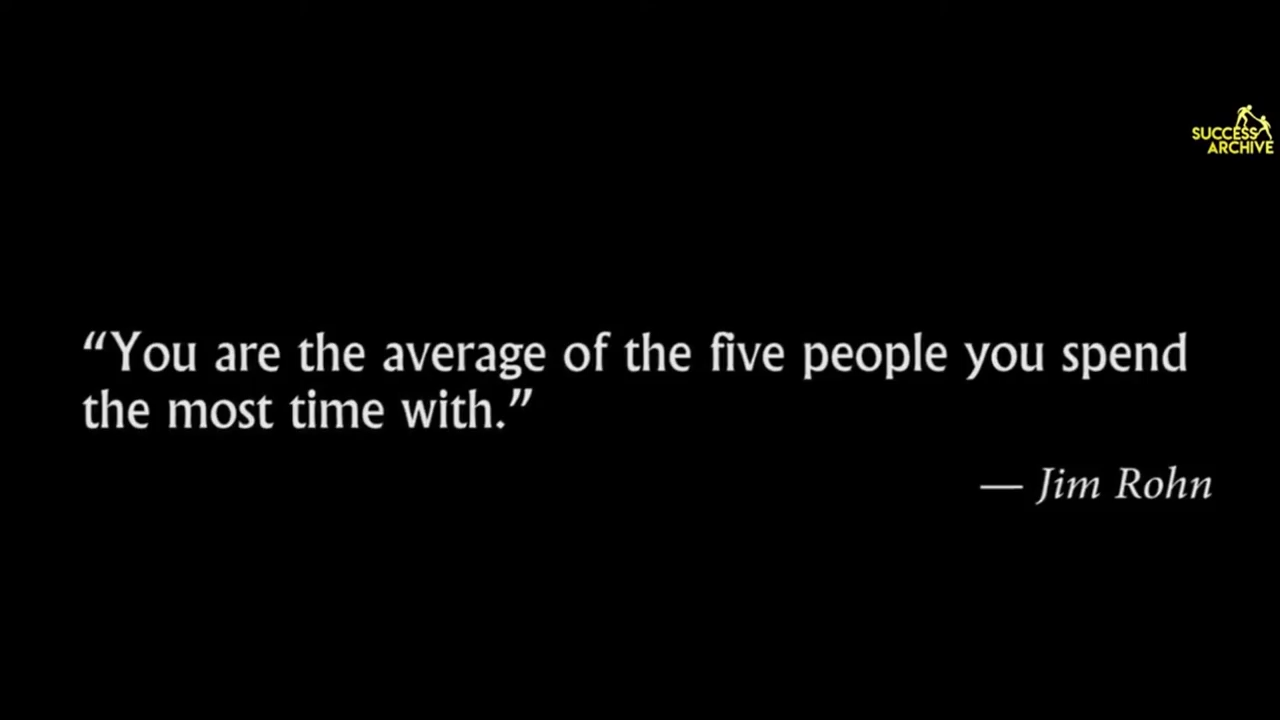 SUCCESS
ARCHIVE
“You are the average of the five people you spend
the most time with.”
— Jim Rohn